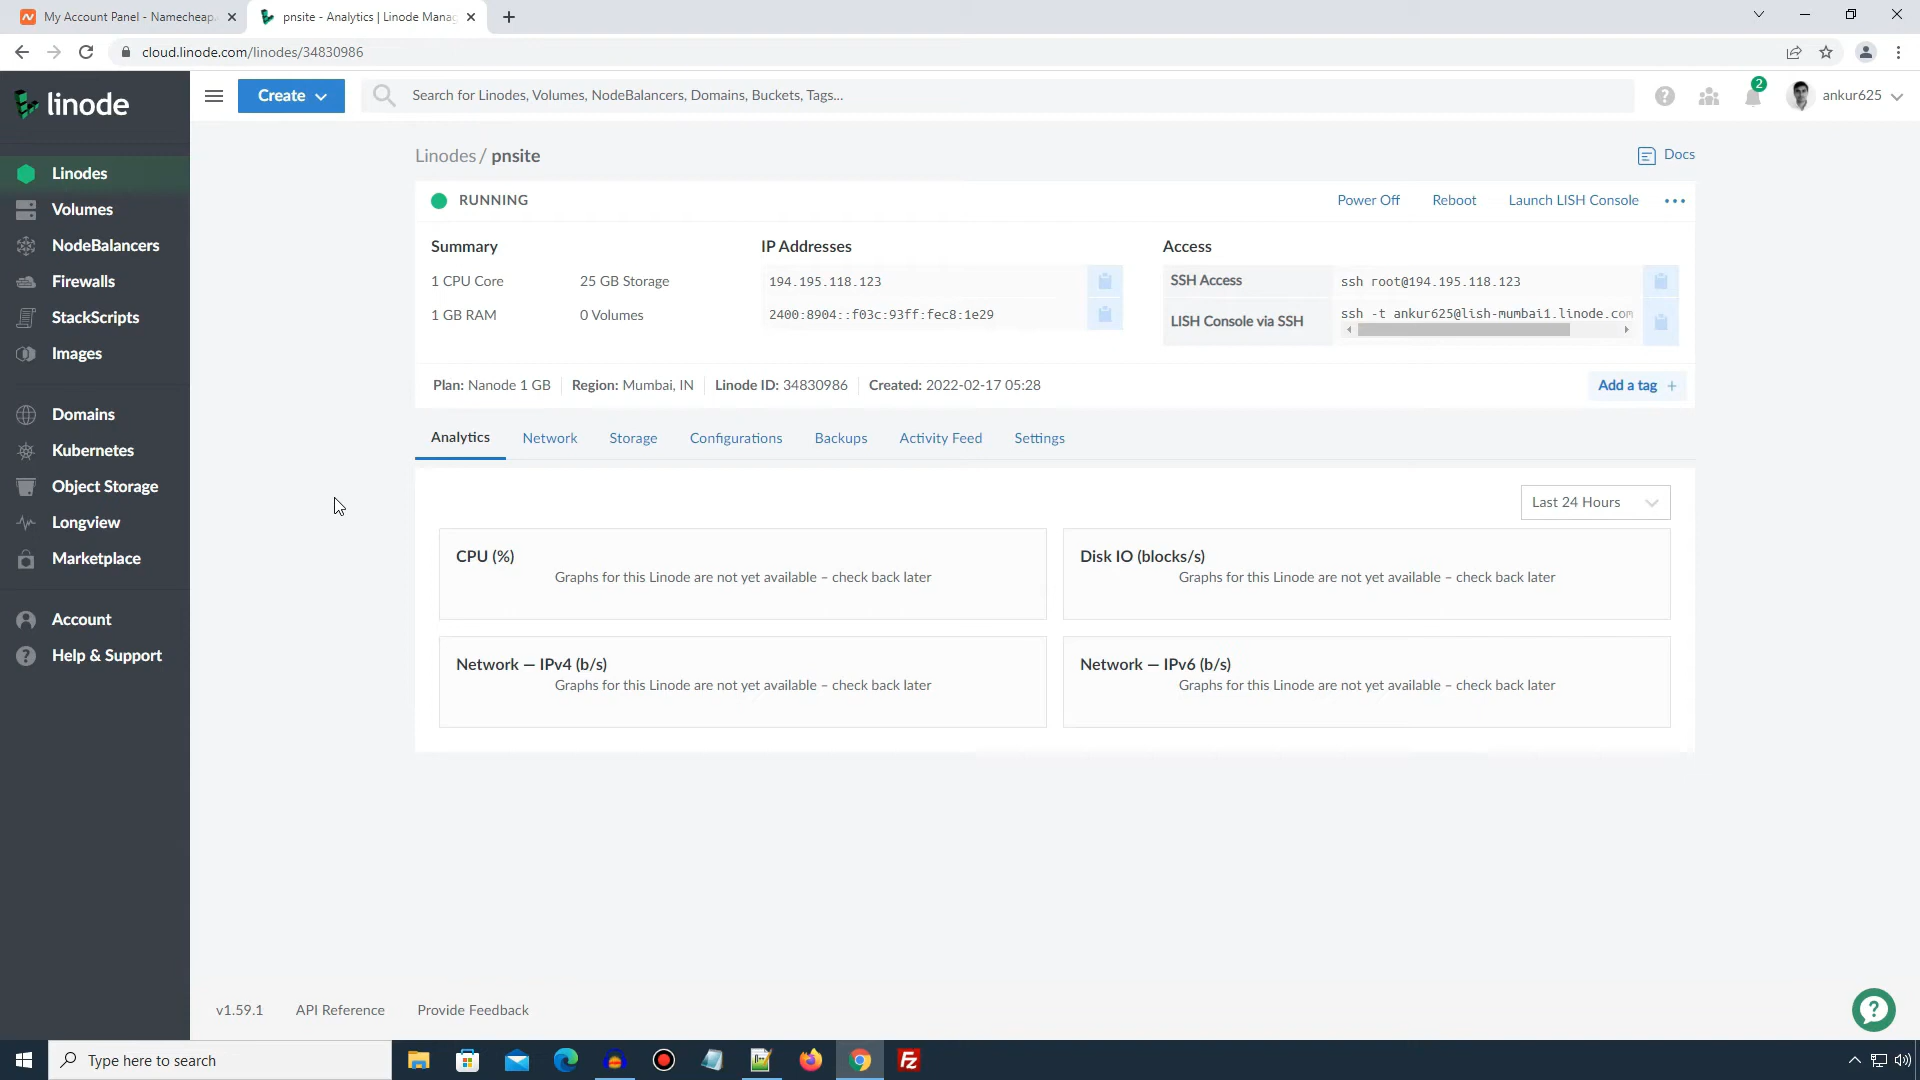 My Account Panel - Namecheap.
pnsite - Analytics | Linode Manag
cloud.linode.com/linodes/34830986
linode
Create
Search for Linodes, Volumes, NodeBalancers, Domains, Buckets, Tags...
2
ankur625
Linodes
Volumes
NodeBalancers
Firewalls
StackScripts
Images
Domains
Kubernetes
Object Storage
Longview
Marketplace
Account
Help & Support
Linodes / pnsite
Docs
RUNNING
Power Off
Reboot
Launch LISH Console
Summary
1 CPU Core
25 GB Storage
1 GB RAM
0 Volumes
IP Addresses
194.195.118.123
2400:8904::f03c:93ff:fec8:1e29
Access
SSH Access
ssh root@194.195.118.123
LISH Console via SSH
ssh -t ankur625@lish-mumbai1.linode.com
Plan: Nanode 1 GB
Region: Mumbai, IN
Linode ID: 34830986
Created: 2022-02-17 05:28
Add a tag +
Analytics
Network
Storage
Configurations
Backups
Activity Feed
Settings
Last 24 Hours
CPU (%)
Graphs for this Linode are not yet available – check back later
Disk IO (blocks/s)
Graphs for this Linode are not yet available – check back later
Network — IPv4 (b/s)
Graphs for this Linode are not yet available – check back later
Network — IPv6 (b/s)
Graphs for this Linode are not yet available – check back later
v1.59.1
API Reference
Provide Feedback
Type here to search